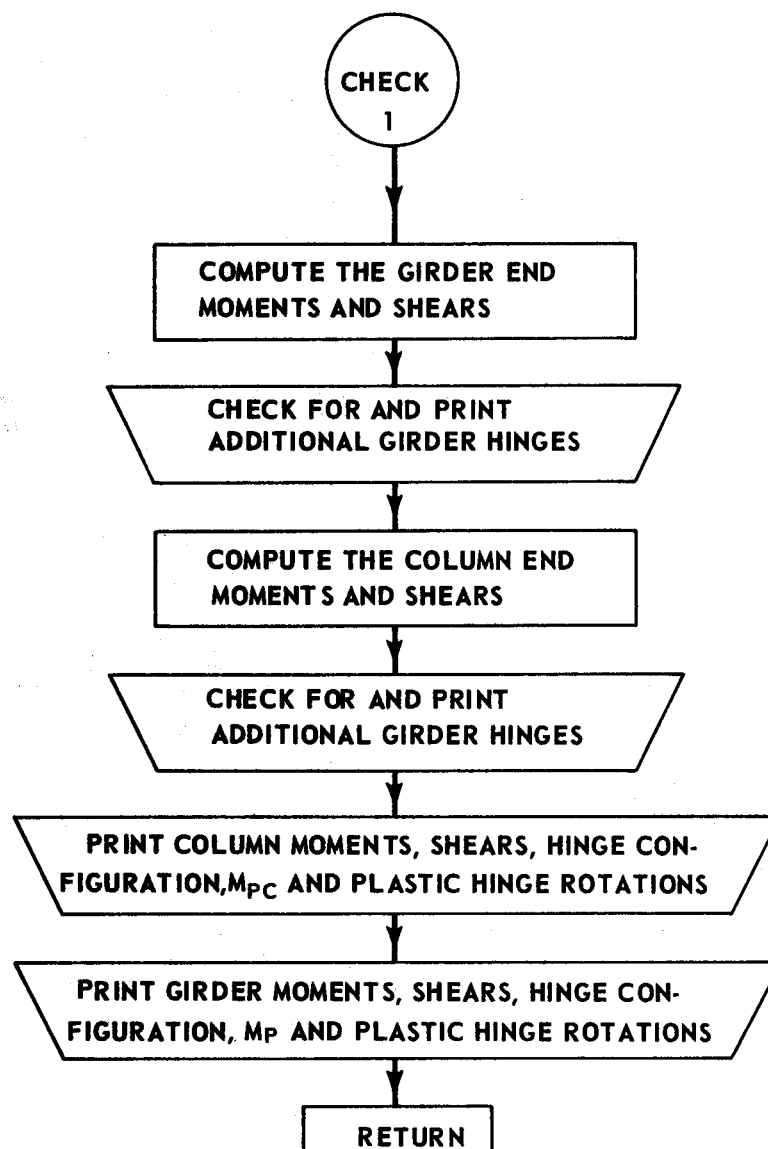 CHECK
1
COMPUTE THE GIRDER END
MOMENTS AND SHEARS
CHECK FOR AND PRINT
ADDITIONAL GIRDER HINGES
COMPUTE THE COLUMN END
MOMENTS AND SHEARS
CHECK FOR AND PRINT
ADDITIONAL GIRDER HINGES
PRINT COLUMN MOMENTS, SHEARS, HINGE CON-
FIGURATION,MPC AND PLASTIC HINGE ROTATIONS
PRINT GIRDER MOMENTS, SHEARS, HINGE CON-
FIGURATION, MP AND PLASTIC HINGE ROTATIONS
RETURN